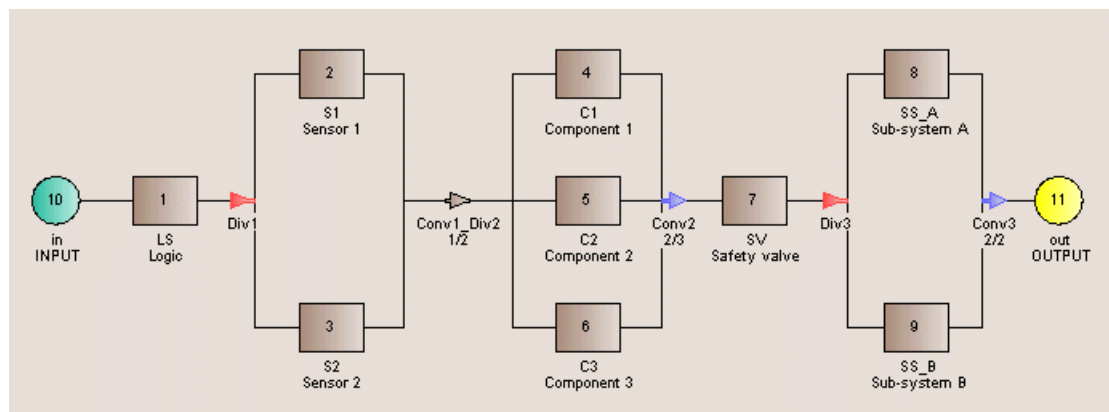 10
in
INPUT
1
LS
Logic
Div1
2
S1
Sensor 1
3
S2
Sensor 2
Conv1_Div2
1/2
4
C1
Component 1
5
C2
Component 2
6
C3
Component 3
Conv2
2/3
7
SV
Safety valve
Div3
8
SS_A
Sub-system A
9
SS_B
Sub-system B
Conv3
2/2
11
out
OUTPUT